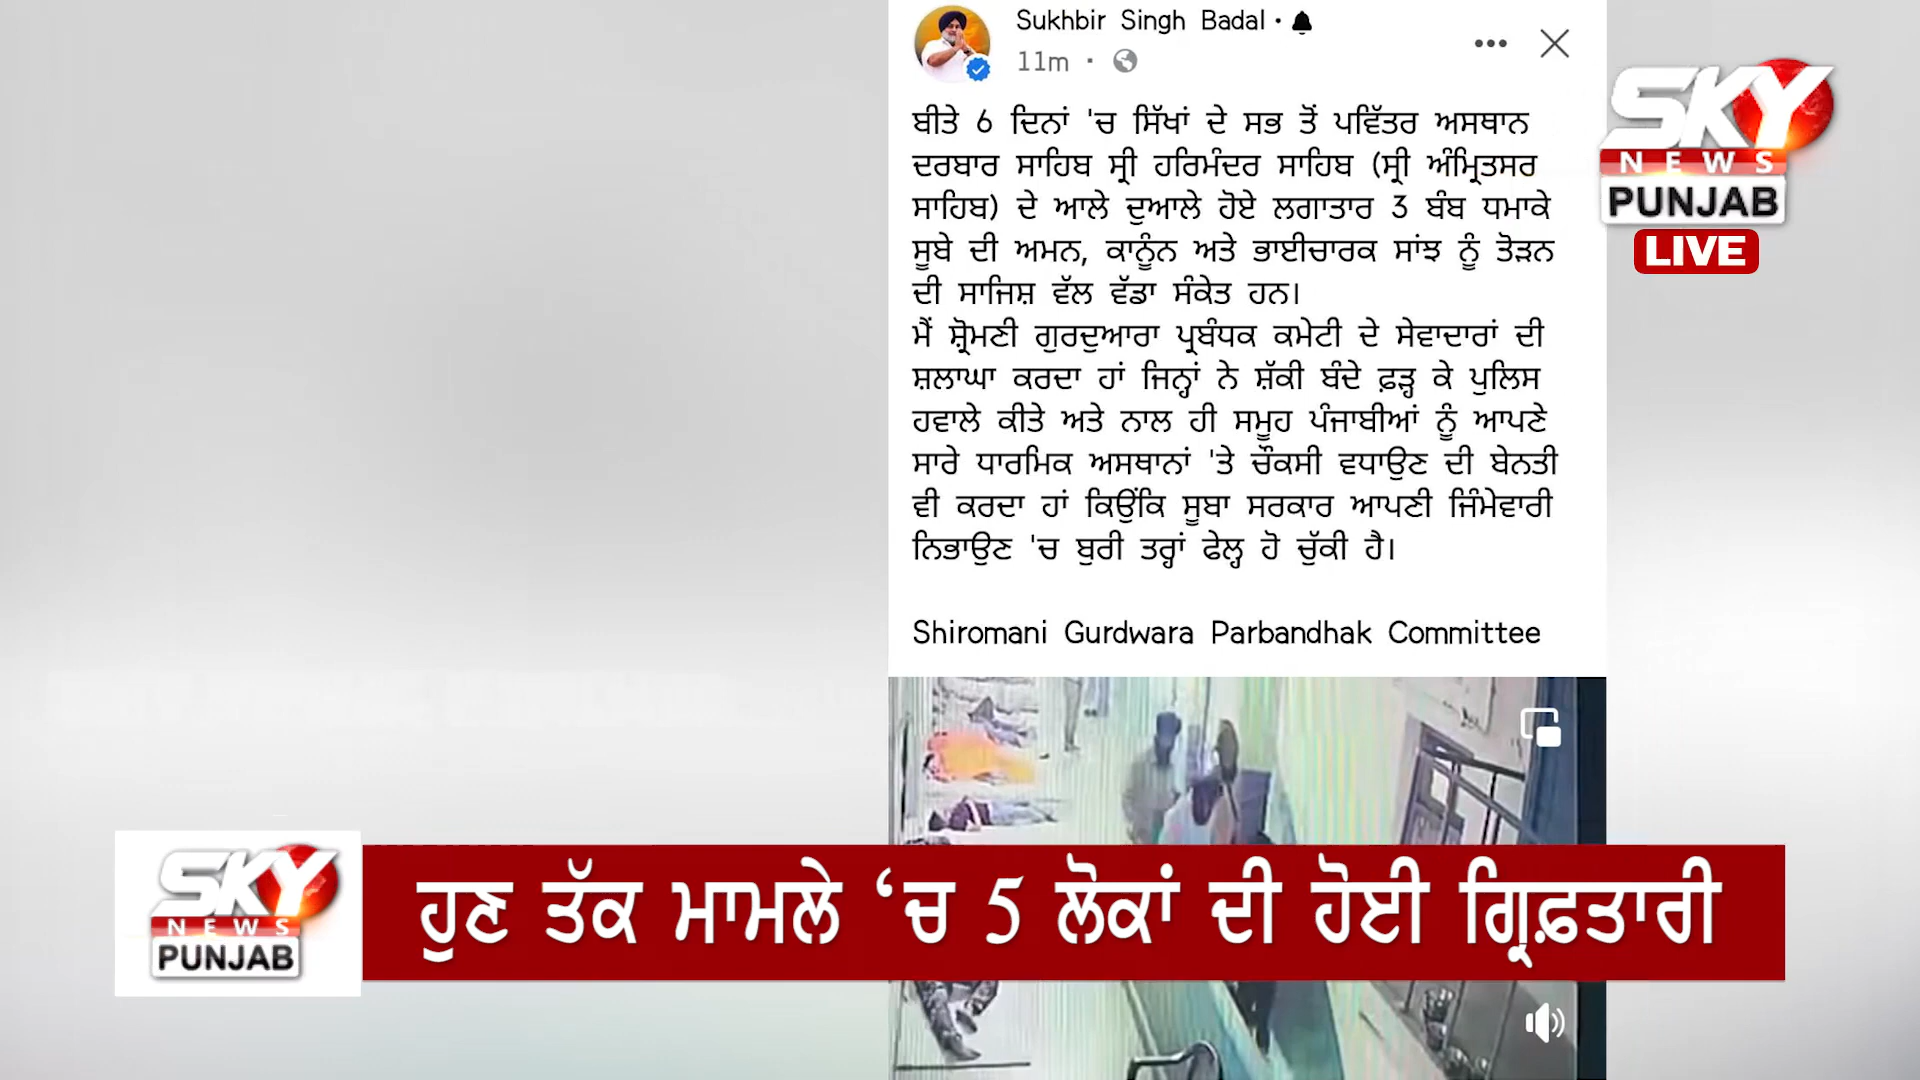 Sukhbir Singh Badal ·
11m ·
ਬੀਤੇ 6 ਦਿਨਾਂ 'ਚ ਸਿੱਖਾਂ ਦੇ ਸਭ ਤੋਂ ਪਵਿੱਤਰ ਅਸਥਾਨ
ਦਰਬਾਰ ਸਾਹਿਬ ਸ੍ਰੀ ਹਰਿਮੰਦਰ ਸਾਹਿਬ (ਸ੍ਰੀ ਅੰਮ੍ਰਿਤਸਰ
ਸਾਹਿਬ) ਦੇ ਆਲੇ ਦੁਆਲੇ ਹੋਏ ਲਗਾਤਾਰ 3 ਬੰਬ ਧਮਾਕੇ
ਸੂਬੇ ਦੀ ਅਮਨ, ਕਾਨੂੰਨ ਅਤੇ ਭਾਈਚਾਰਕ ਸਾਂਝ ਨੂੰ ਤੋੜਨ
ਦੀ ਸਾਜਿਸ਼ ਵੱਲ ਵੱਡਾ ਸੰਕੇਤ ਹਨ।
ਮੈਂ ਸ਼੍ਰੋਮਣੀ ਗੁਰਦੁਆਰਾ ਪ੍ਰਬੰਧਕ ਕਮੇਟੀ ਦੇ ਸੇਵਾਦਾਰਾਂ ਦੀ
ਸ਼ਲਾਘਾ ਕਰਦਾ ਹਾਂ ਜਿਨ੍ਹਾਂ ਨੇ ਸ਼ੱਕੀ ਬੰਦੇ ਫ਼ੜ੍ਹ ਕੇ ਪੁਲਿਸ
ਹਵਾਲੇ ਕੀਤੇ ਅਤੇ ਨਾਲ ਹੀ ਸਮੂਹ ਪੰਜਾਬੀਆਂ ਨੂੰ ਆਪਣੇ
ਸਾਰੇ ਧਾਰਮਿਕ ਅਸਥਾਨਾਂ 'ਤੇ ਚੌਕਸੀ ਵਧਾਉਣ ਦੀ ਬੇਨਤੀ
ਵੀ ਕਰਦਾ ਹਾਂ ਕਿਉਂਕਿ ਸੂਬਾ ਸਰਕਾਰ ਆਪਣੀ ਜਿੰਮੇਵਾਰੀ
ਨਿਭਾਉਣ 'ਚ ਬੁਰੀ ਤਰ੍ਹਾਂ ਫੇਲ੍ਹ ਹੋ ਚੁੱਕੀ ਹੈ।
Shiromani Gurdwara Parbandhak Committee
SKY
NEWS
PUNJAB
LIVE
SKY
NEWS
PUNJAB
ਹੁਣ ਤੱਕ ਮਾਮਲੇ ‘ਚ 5 ਲੋਕਾਂ ਦੀ ਹੋਈ ਗ੍ਰਿਫ਼ਤਾਰੀ